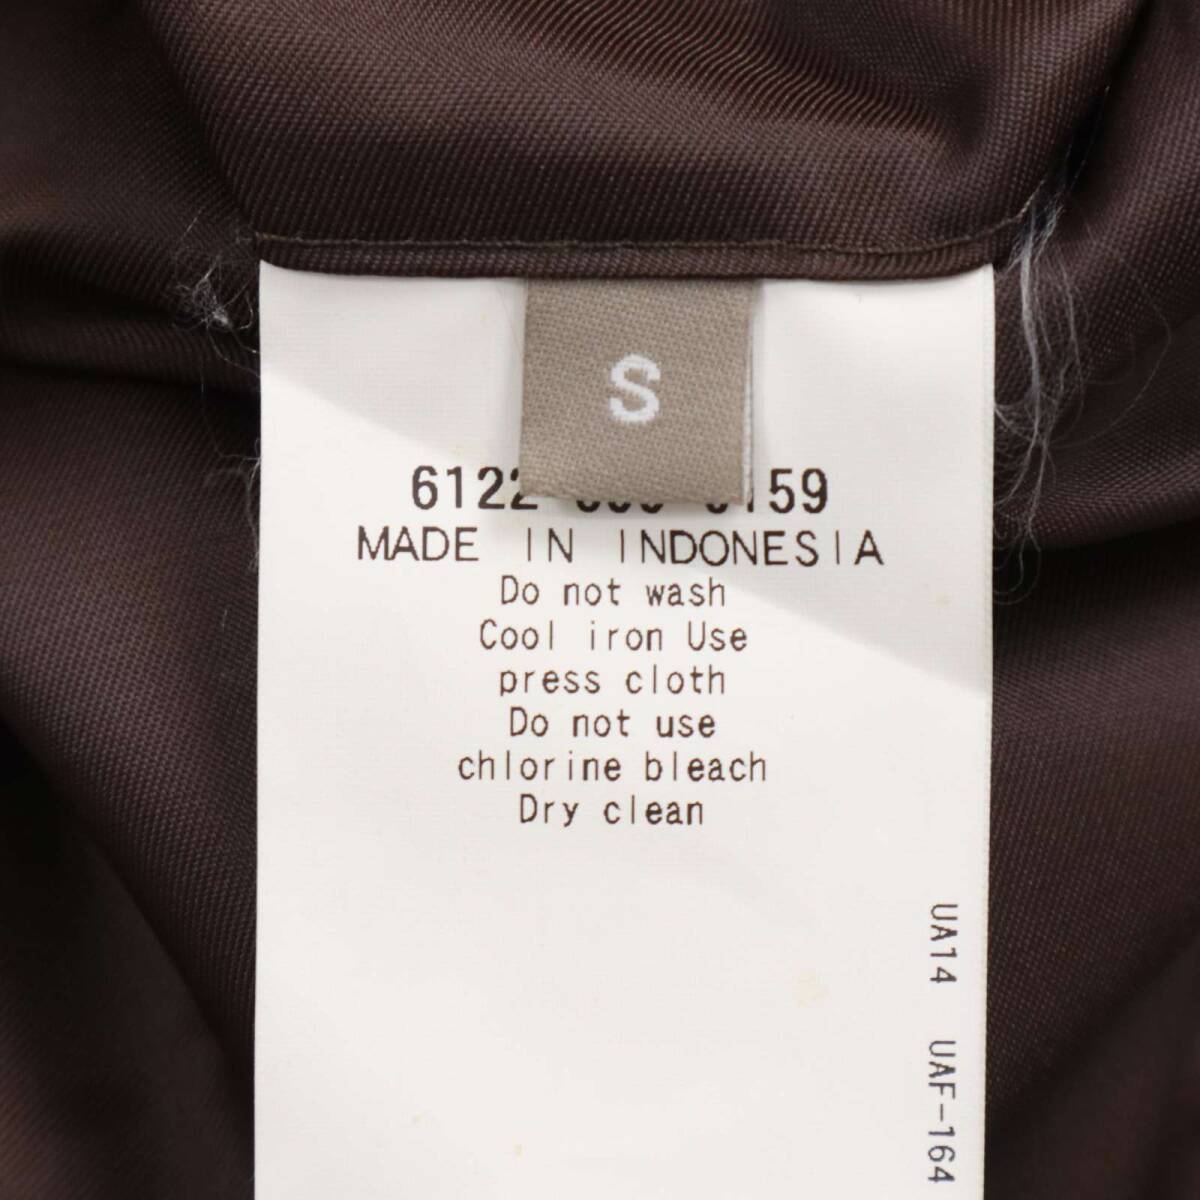 S
6122 159
MADE IN INDONESIA
Do not wash
Cool iron Use
press cloth
Do not use
chlorine bleach
Dry clean
UA14 UAF-164